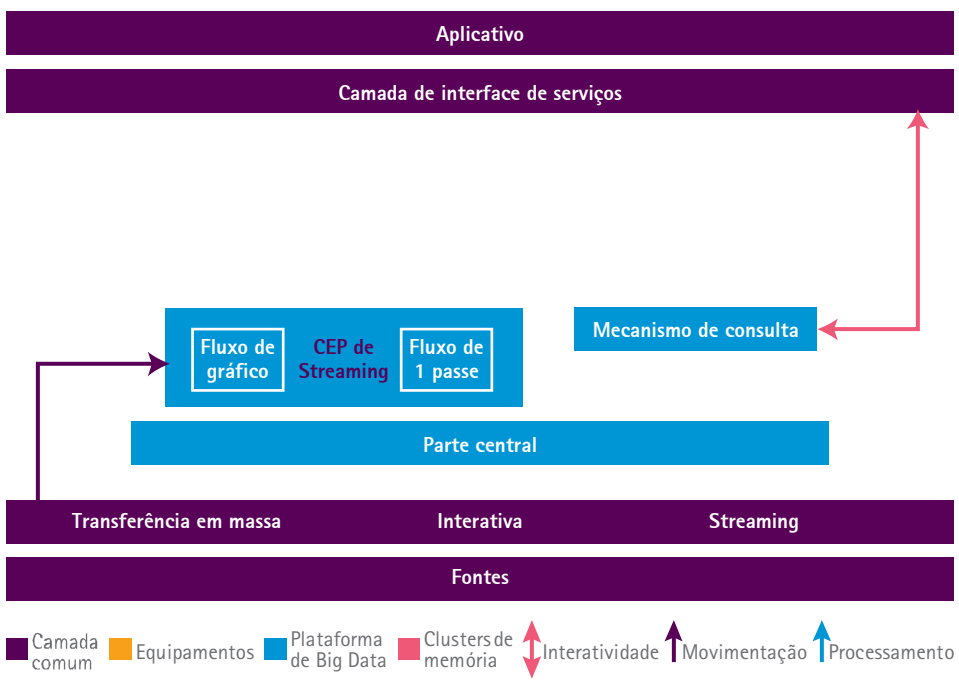 Aplicativo
Camada de interface de serviços
Mecanismo de consulta
Fluxo de
gráfico
CEP de
Streaming
Fluxo de
1 passe
Parte central
Transferência em massa
Interativa
Streaming
Fontes
Camada
comum
Equipamentos
Plataforma
de Big Data
Clusters de
memória
Interatividade
Movimentação
Processamento